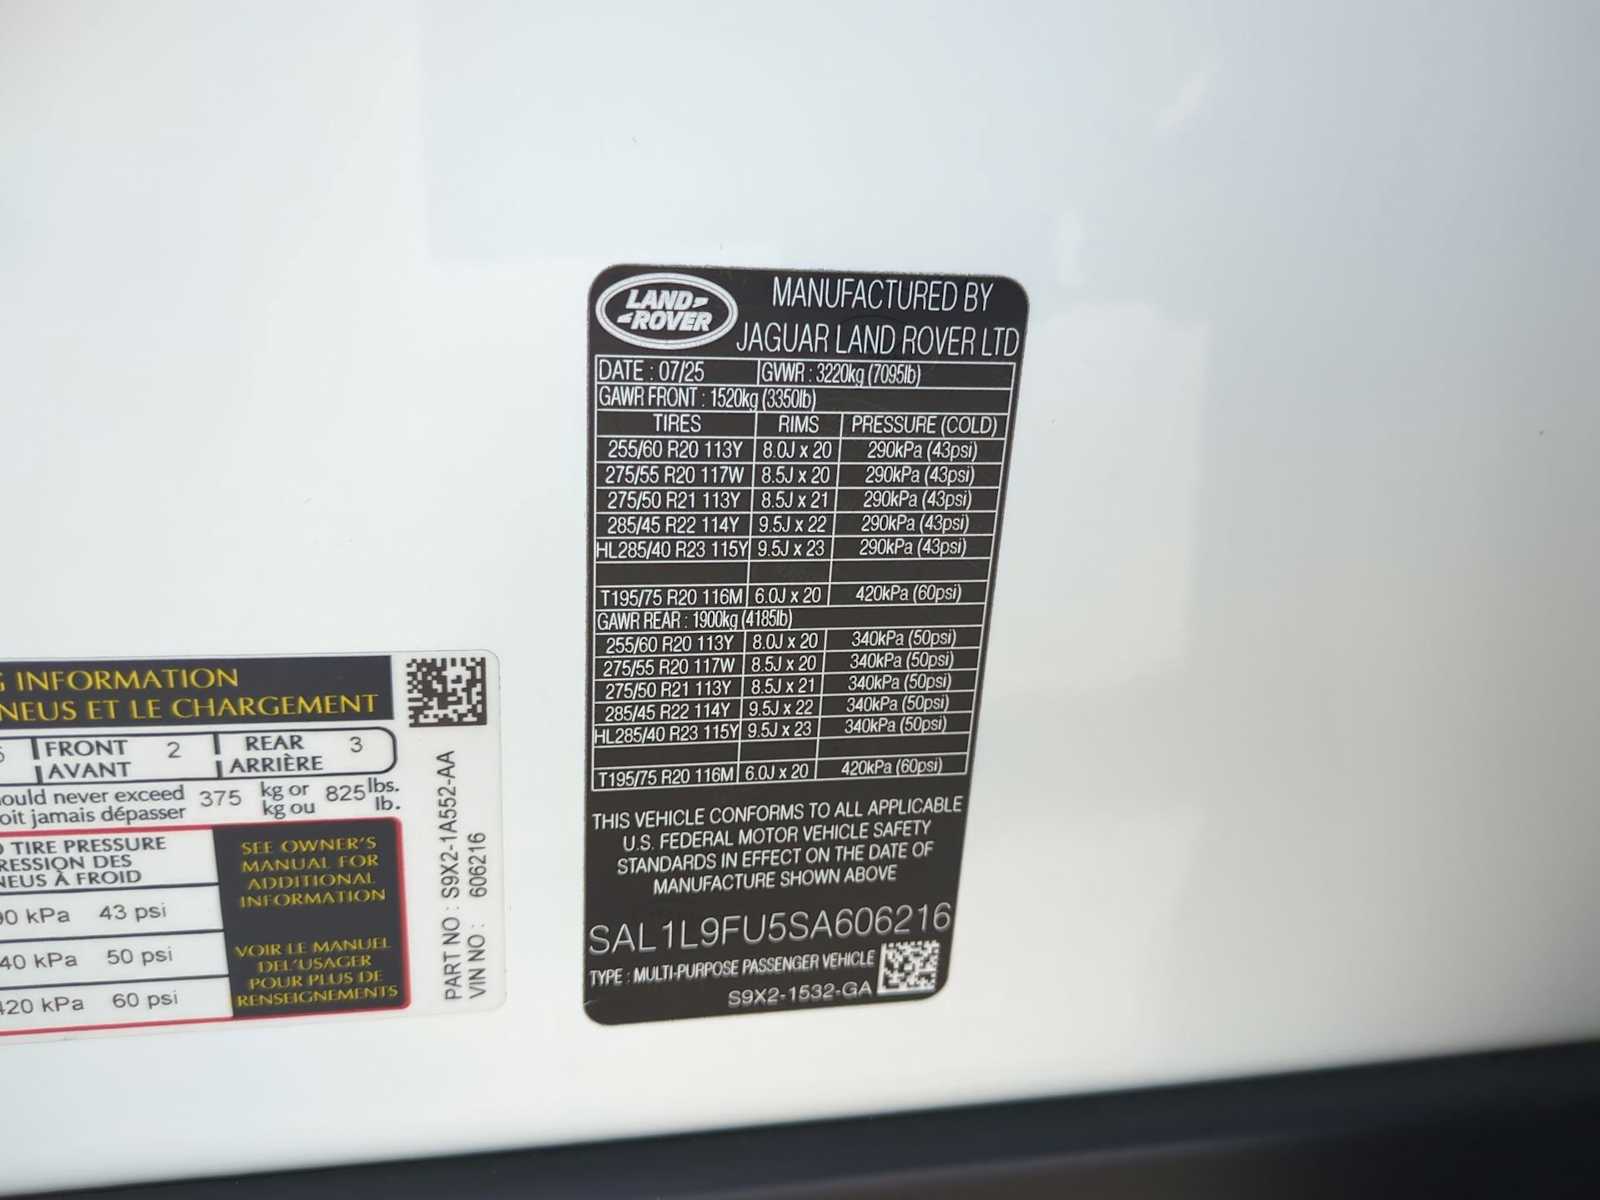 LAND-
-ROVER
MANUFACTURED BY
JAGUAR LAND ROVER LTD
DATE : 07/25 GVWR : 3220kg (7095lb)
GAWR FRONT : 1520kg (3350lb)
TIRES RIMS PRESSURE (COLD)
255/60 R20 113Y 8.0J x 20 290kPa (43psi)
275/55 R20 117W 8.5J x 20 290kPa (43psi)
275/50 R21 113Y 8.5J x 21 290kPa (43psi)
285/45 R22 114Y 9.5J x 22 290kPa (43psi)
HL285/40 R23 115Y 9.5J x 23 290kPa (43psi)
T195/75 R20 116M 6.0J x 20 420kPa (60psi)
GAWR REAR : 1900kg (4185lb)
255/60 R20 113Y 8.0J x 20 340kPa (50psi)
275/55 R20 117W 8.5J x 20 340kPa (50psi)
275/50 R21 113Y 8.5J x 21 340kPa (50psi)
285/45 R22 114Y 9.5J x 22 340kPa (50psi)
HL285/40 R23 115Y 9.5J x 23 340kPa (50psi)
T195/75 R20 116M 6.0J x 20 420kPa (60psi)
THIS VEHICLE CONFORMS TO ALL APPLICABLE
U.S. FEDERAL MOTOR VEHICLE SAFETY
STANDARDS IN EFFECT ON THE DATE OF
MANUFACTURE SHOWN ABOVE
SAL1L9FU5SA606216
TYPE : MULTI-PURPOSE PASSENGER VEHICLE
S9X2-1532-GA
INFORMATION
NEUS ET LE CHARGEMENT
FRONT 2 REAR 3
AVANT ARRIÈRE
ould never exceed 375 kg or 825 lbs.
oit jamais dépasser kg ou lb.
TIRE PRESSURE
RESSION DES
NEUS À FROID
90 kPa 43 psi
40 kPa 50 psi
420 kPa 60 psi
SEE OWNER'S
MANUAL FOR
ADDITIONAL
INFORMATION
VOIR LE MANUEL
DEL'USAGER
POUR PLUS DE
RENSEIGNEMENTS
PART NO : S9X2-1A552-AA
VIN NO : 606216